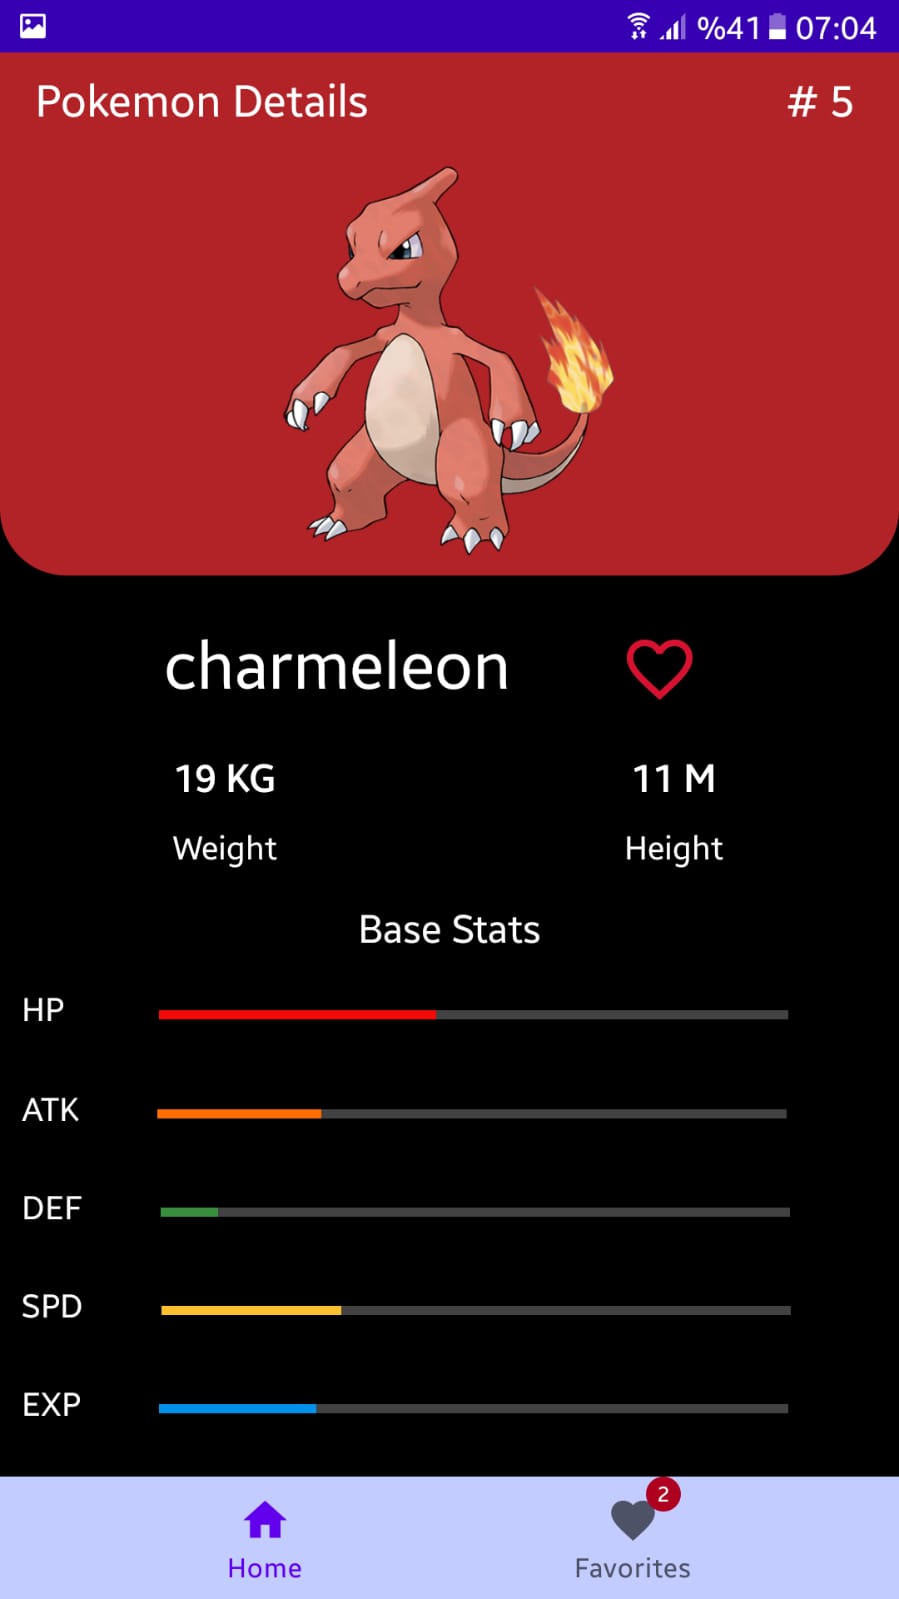 %41 07:04
Pokemon Details # 5
charmeleon
19 KG 11 M
Weight Height
Base Stats
HP
ATK
DEF
SPD
EXP
2
Home Favorites